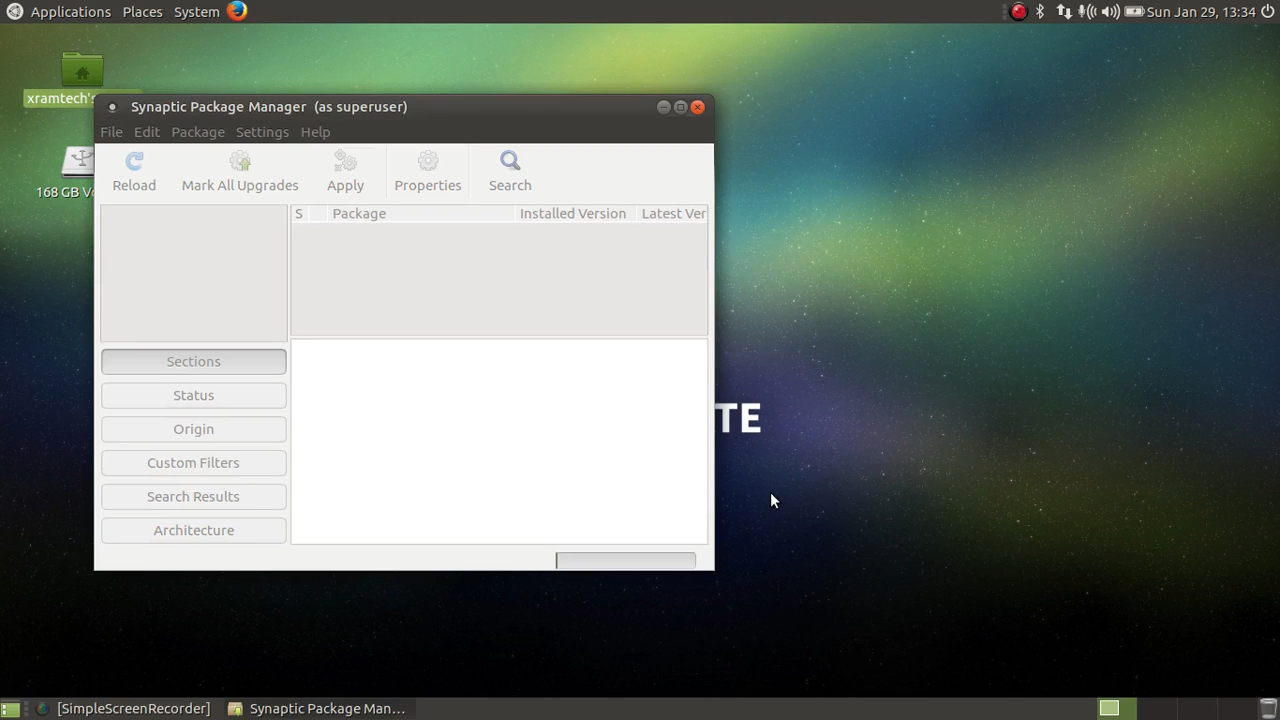 Applications Places System
Sun Jan 29, 13:34
xramtech's
168 GB Vo
Synaptic Package Manager (as superuser)
File Edit Package Settings Help
Reload Mark All Upgrades Apply Properties Search
S Package Installed Version Latest Ver
Sections
Status
Origin
Custom Filters
Search Results
Architecture
TE
[SimpleScreenRecorder] Synaptic Package Man...